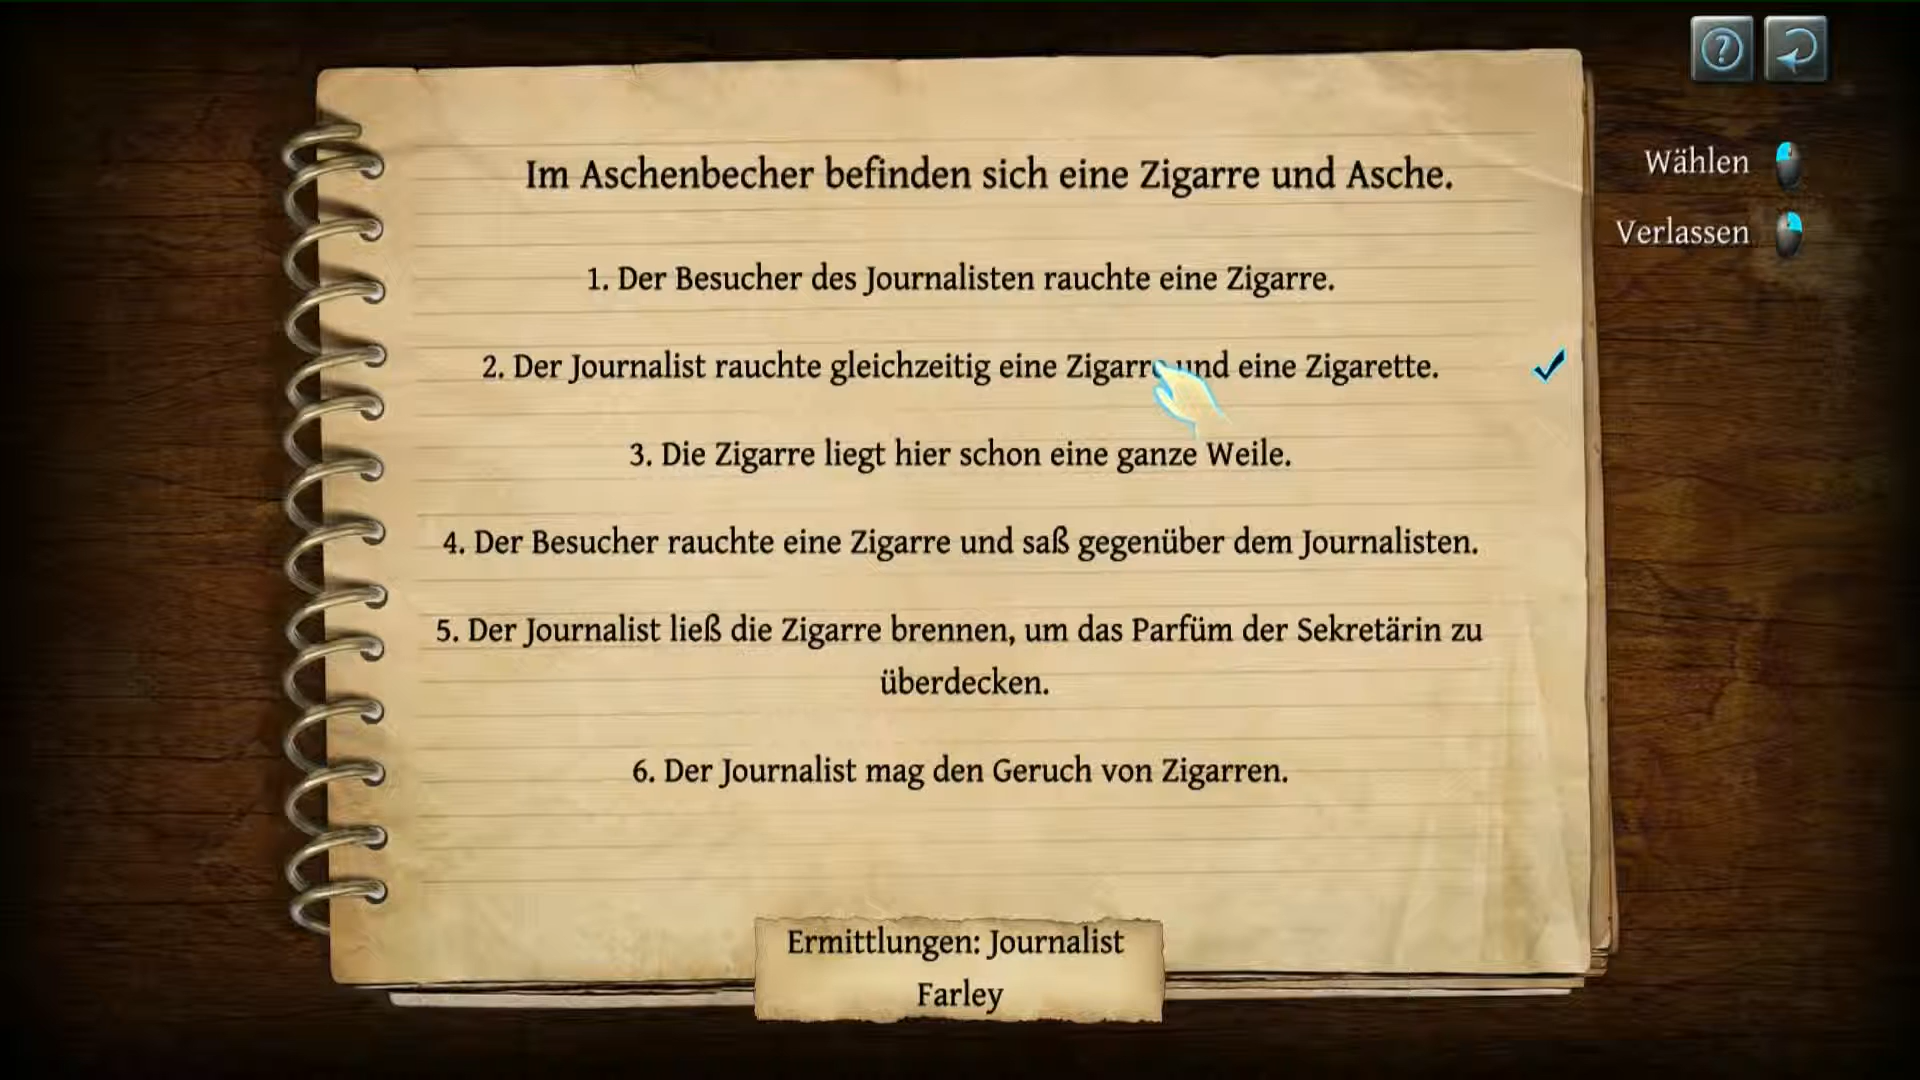 Im Aschenbecher befinden sich eine Zigarre und Asche.
Wählen
Verlassen
1. Der Besucher des Journalisten rauchte eine Zigarre.
2. Der Journalist rauchte gleichzeitig eine Zigarre und eine Zigarette.
3. Die Zigarre liegt hier schon eine ganze Weile.
4. Der Besucher rauchte eine Zigarre und saß gegenüber dem Journalisten.
5. Der Journalist ließ die Zigarre brennen, um das Parfüm der Sekretärin zu
überdecken.
6. Der Journalist mag den Geruch von Zigarren.
Ermittlungen: Journalist
Farley